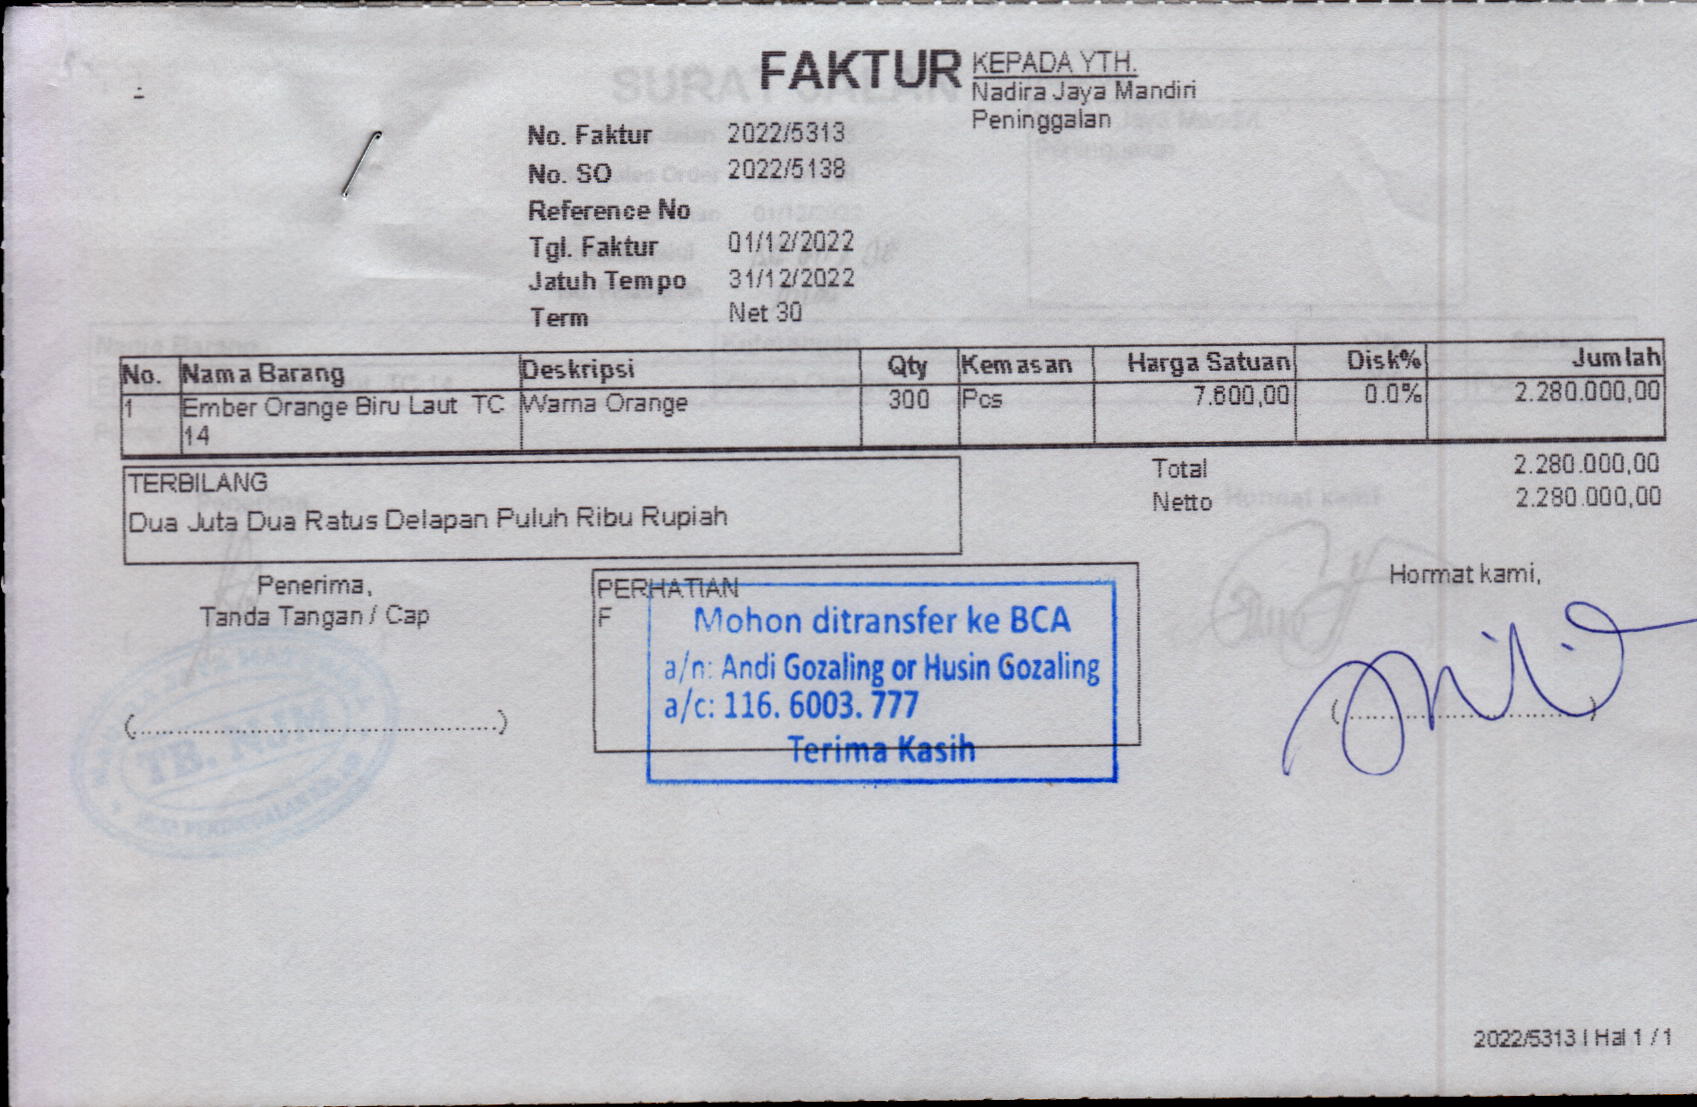 FAKTUR
KEPADA YTH.
Nadira Jaya Mandiri
Peninggalan
No. Faktur 2022/5313
No. SO 2022/5138
Reference No
Tgl. Faktur 01/12/2022
Jatuh Tempo 31/12/2022
Term Net 30
No. Nama Barang Deskripsi Qty Kemasan Harga Satuan Disk% Jumlah
1 Ember Orange Biru Laut TC Warna Orange 300 Pcs 7.600,00 0.0% 2.280.000,00
14
TERBILANG
Dua Juta Dua Ratus Delapan Puluh Ribu Rupiah
Total 2.280.000,00
Netto 2.280.000,00
Penerima,
Tanda Tangan / Cap
(.....................................................)
PERHATIAN
F
Mohon ditransfer ke BCA
a/n: Andi Gozaling or Husin Gozaling
a/c: 116. 6003. 777
Terima Kasih
Hormat kami,
(.....................................)
TB. NJM
SURAT JALAN
2022/5313 | Hal 1 / 1